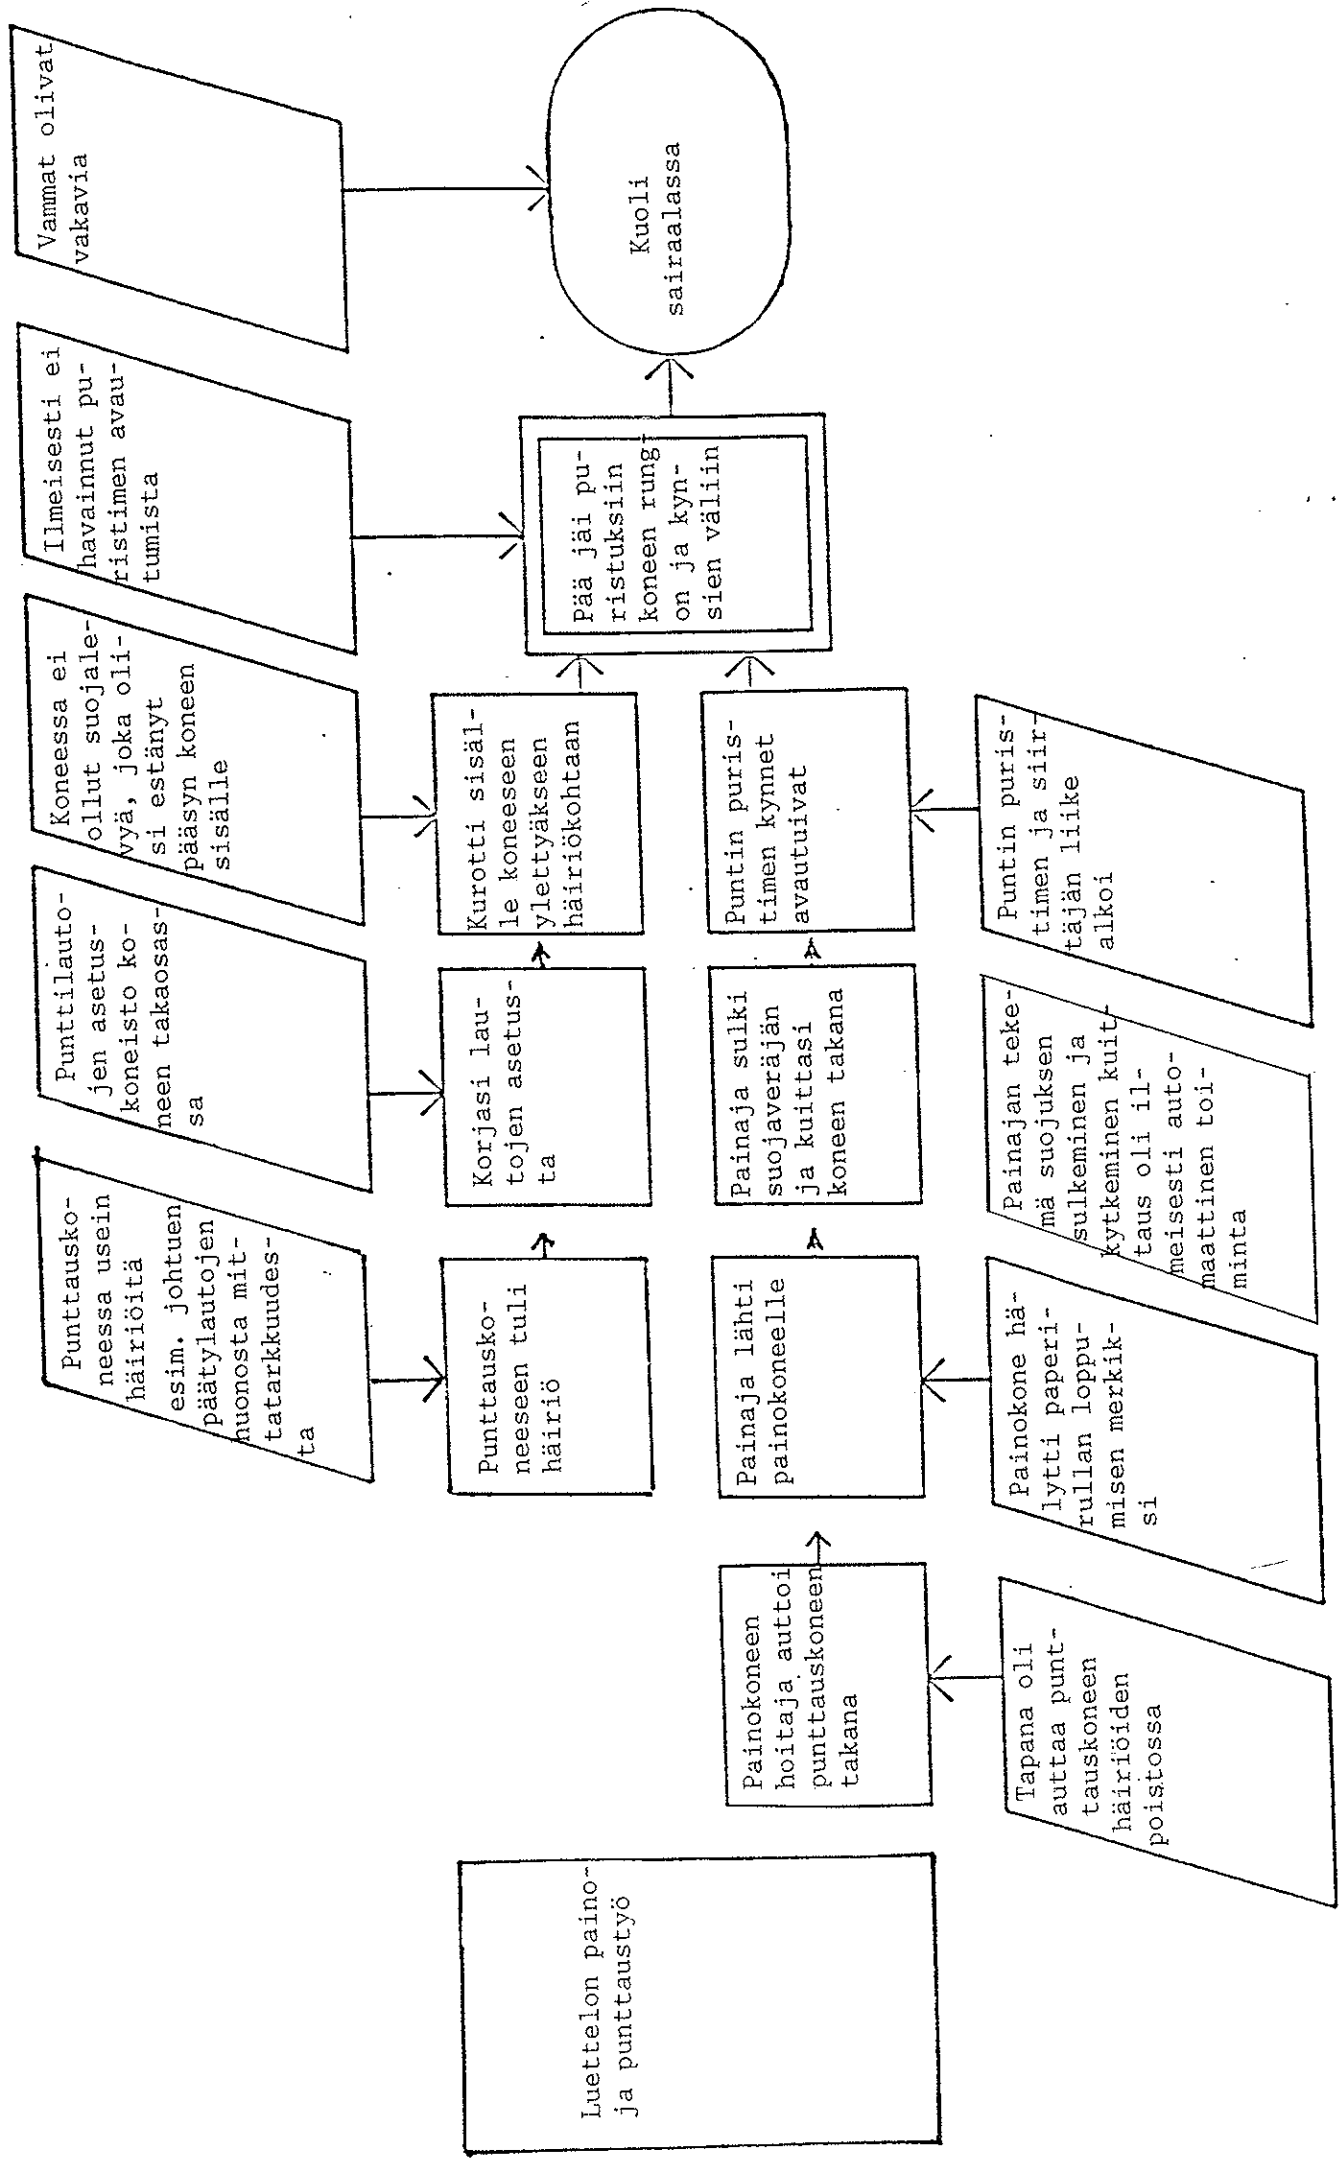 Punttausko-
neessa usein
häiriöitä
esim. johtuen
päätylautojen
huonosta mit-
tatarkkuudes-
ta
Punttilauto-
jen asetus-
koneisto ko-
neen takaosas-
sa
Koneessa ei
ollut suojale-
vyä, joka oli-
si estänyt
pääsyn koneen
sisälle
Ilmeisesti ei
havainnut pu-
ristimen avau-
tumista
Vammat olivat
vakavia
Punttausko-
neeseen tuli
häiriö
Korjasi lau-
tojen asetus-
ta
Kurotti sisäl-
le koneeseen
ylettyäkseen
häiriökohtaan
Pää jäi pu-
ristuksiin
koneen rung-
on ja kyn-
sien väliin
Kuoli
sairaalassa
Luettelon paino-
ja punttaustyö
Painokoneen
hoitaja auttoi
punttauskoneen
takana
Painaja lähti
painokoneelle
Painaja sulki
suojaveräjän
ja kuittasi
koneen takana
Puntin puris-
timen kynnet
avautuivat
Tapana oli
auttaa punt-
tauskoneen
häiriöiden
poistossa
Painokone hä-
lytti paperi-
rullan loppu-
misen merkik-
si
Painajan teke-
mä suojuksen
sulkeminen ja
kytkeminen kuit-
taus oli il-
meisesti auto-
maattinen toi-
minta
Puntin puris-
timen ja siir-
täjän liike
alkoi